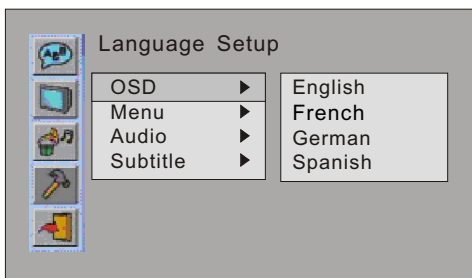 Language Setup
OSD
Menu
Audio
Subtitle
English
French
German
Spanish